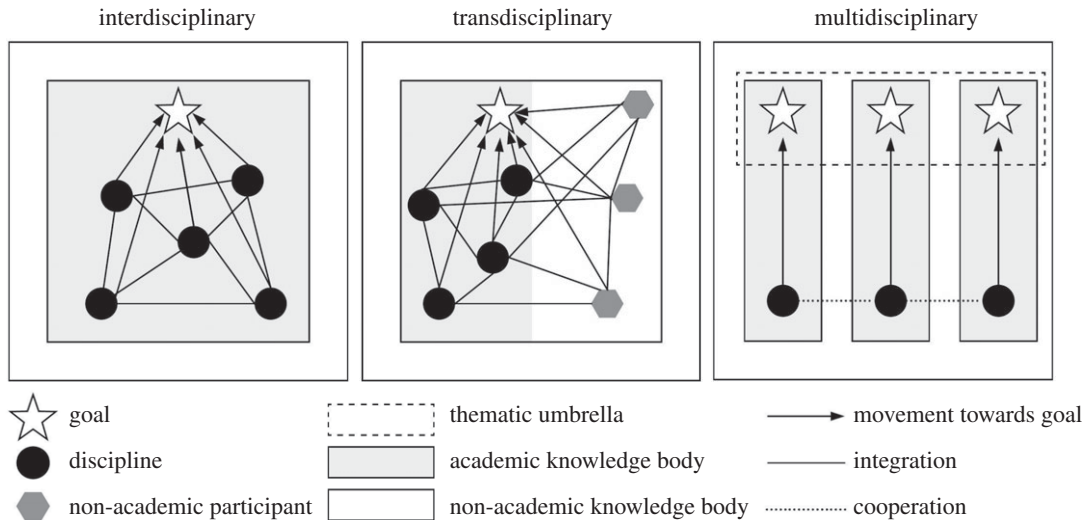 interdisciplinary
transdisciplinary
multidisciplinary
goal
thematic umbrella
movement towards goal
discipline
academic knowledge body
integration
non-academic participant
non-academic knowledge body
cooperation